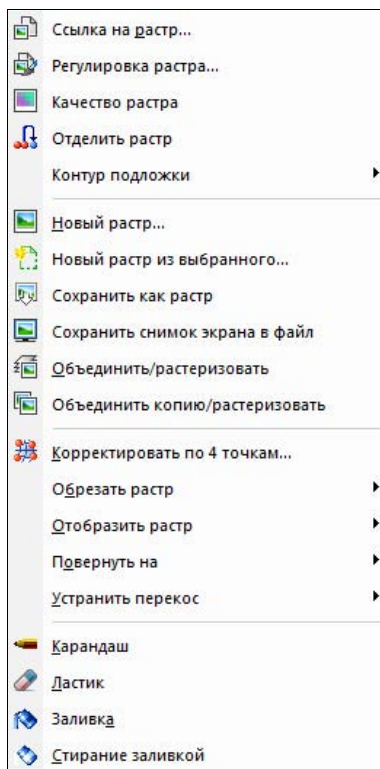 Ссылка на растр...
Регулировка растра...
Качество растра
Отделить растр
Контур подложки
Новый растр...
Новый растр из выбранного...
Сохранить как растр
Сохранить снимок экрана в файл
Объединить/растеризовать
Объединить копию/растеризовать
Корректировать по 4 точкам...
Обрезать растр
Отобразить растр
Повернуть на
Устранить перекос
Карандаш
Ластик
Заливка
Стирание заливкой